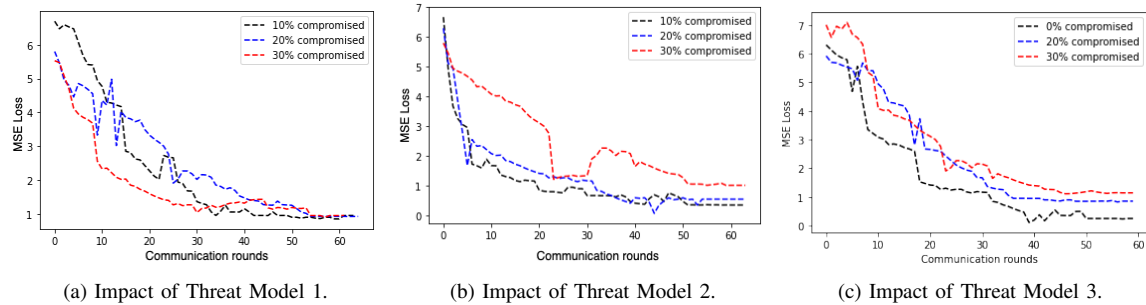 7
6
5
4
3
2
1
0
MSE Loss
10% compromised
20% compromised
30% compromised
0 10 20 30 40 50 60
Communication rounds
(a) Impact of Threat Model 1.
7
6
5
4
3
2
1
0
MSE Loss
10% compromised
20% compromised
30% compromised
0 10 20 30 40 50 60
Communication rounds
(b) Impact of Threat Model 2.
7
6
5
4
3
2
1
0
MSE Loss
0% compromised
20% compromised
30% compromised
0 10 20 30 40 50 60
Communication rounds
(c) Impact of Threat Model 3.